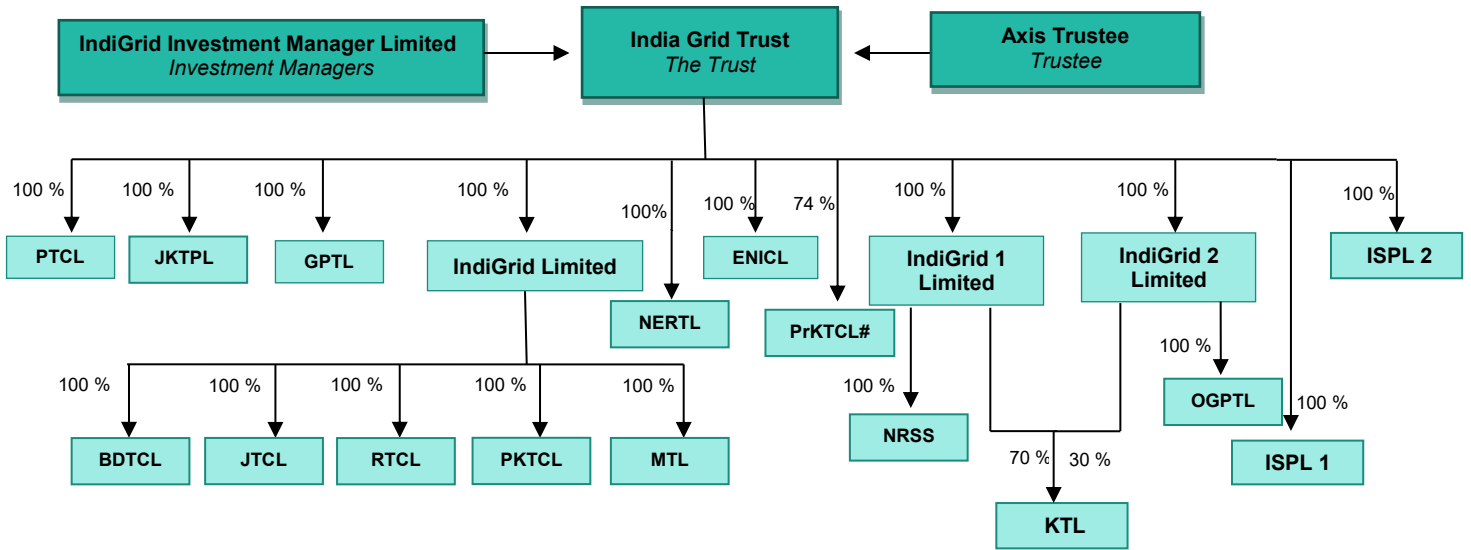 IndiGrid Investment Manager Limited
Investment Managers
India Grid Trust
The Trust
Axis Trustee
Trustee
100 %
100 %
100 %
100 %
100%
100 %
74 %
100 %
100 %
100 %
PTCL
JKTPL
GPTL
IndiGrid Limited
ENICL
IndiGrid 1
Limited
IndiGrid 2
Limited
ISPL 2
NERTL
PrKTCL#
100 %
100 %
100 %
100 %
100 %
100 %
100 %
100 %
OGPTL
BDTCL
JTCL
RTCL
PKTCL
MTL
NRSS
ISPL 1
70 %
30 %
KTL